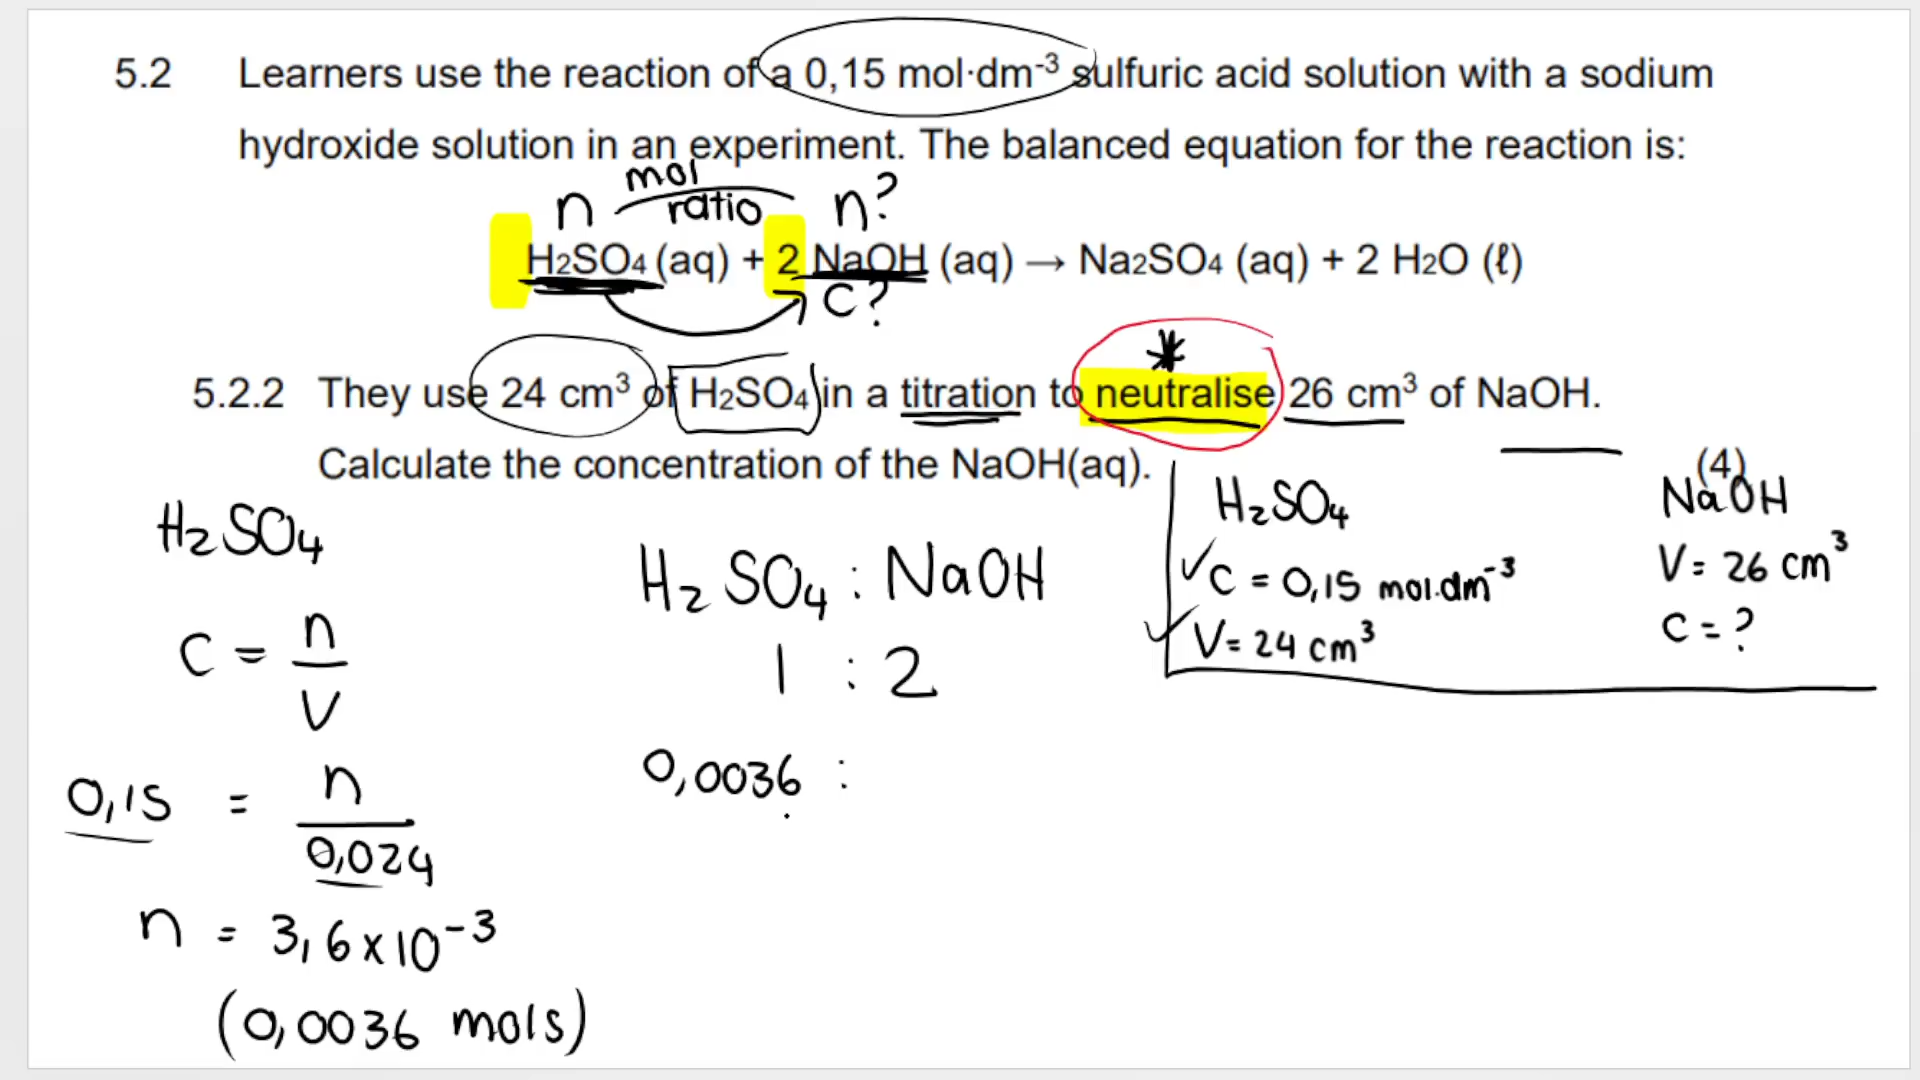 5.2 Learners use the reaction of a 0,15 mol·dm⁻³ sulfuric acid solution with a sodium
hydroxide solution in an experiment. The balanced equation for the reaction is:
mol
n ratio n?
H₂SO₄ (aq) + 2 NaOH (aq) → Na₂SO₄ (aq) + 2 H₂O (ℓ)
C?
*
5.2.2 They use 24 cm³ of H₂SO₄ in a titration to neutralise 26 cm³ of NaOH.
Calculate the concentration of the NaOH(aq). (4)
H₂SO₄
C = n
V
0,15 = n
0,024
n = 3,6 x 10⁻³
(0,0036 mols)
H₂SO₄ : NaOH
1 : 2
0,0036 :
H₂SO₄
✓ C = 0,15 mol.dm⁻³
✓ V = 24 cm³
NaOH
V = 26 cm³
C = ?